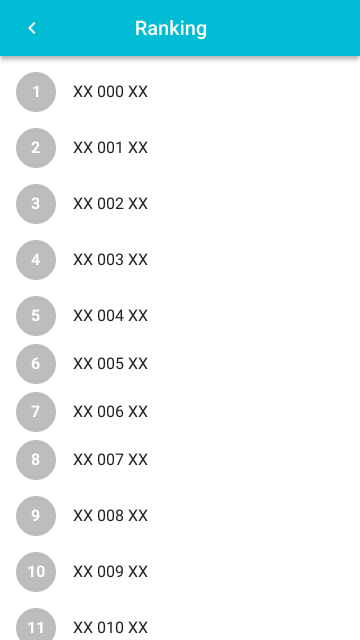 Ranking
1 XX 000 XX
2 XX 001 XX
3 XX 002 XX
4 XX 003 XX
5 XX 004 XX
6 XX 005 XX
7 XX 006 XX
8 XX 007 XX
9 XX 008 XX
10 XX 009 XX
11 XX 010 XX